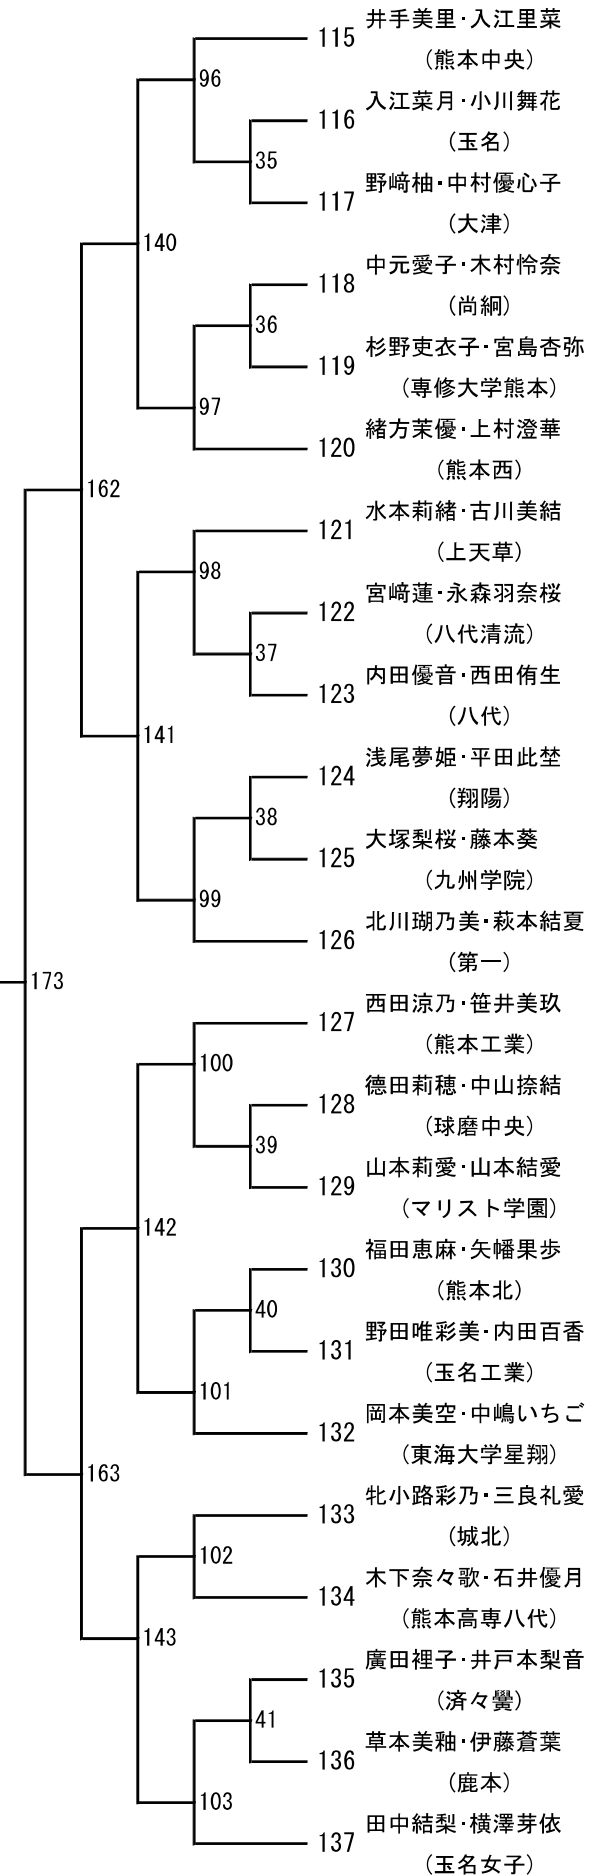 井手美里・入江里菜
115
(熊本中央)
96
入江菜月・小川舞花
116
(玉名)
35
野﨑柚・中村優心子
117
(大津)
140
中元愛子・木村怜奈
118
(尚絅)
36
杉野吏衣子・宮島杏弥
119
(専修大学熊本)
97
緒方茉優・上村澄華
120
(熊本西)
162
水本莉緒・古川美結
121
(上天草)
98
宮﨑蓮・永森羽奈桜
122
(八代清流)
37
内田優音・西田侑生
123
(八代)
141
浅尾夢姫・平田此埜
124
(翔陽)
38
大塚梨桜・藤本葵
125
(九州学院)
99
北川瑚乃美・萩本結夏
126
(第一)
173
西田涼乃・笹井美玖
127
(熊本工業)
100
德田莉穂・中山捺結
128
(球磨中央)
39
山本莉愛・山本結愛
129
(マリスト学園)
142
福田恵麻・矢幡果歩
130
(熊本北)
40
野田唯彩美・内田百香
131
(玉名工業)
101
岡本美空・中嶋いちご
132
(東海大学星翔)
163
牝小路彩乃・三良礼愛
133
(城北)
102
木下奈々歌・石井優月
134
(熊本高専八代)
143
廣田裡子・井戸本梨音
135
(済々黌)
41
草本美釉・伊藤蒼葉
136
(鹿本)
103
田中結梨・横澤芽依
137
(玉名女子)